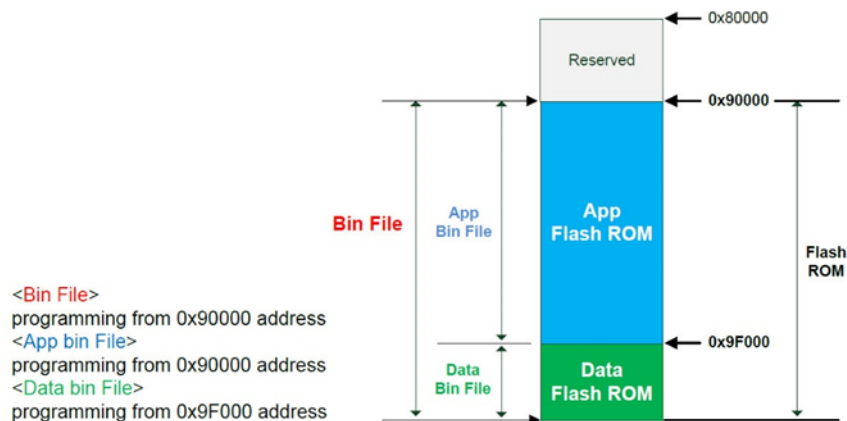 0x80000
Reserved
0x90000
Bin File
App
Bin File
App
Flash ROM
Flash
ROM
0x9F000
Data
Bin File
Data
Flash ROM
<Bin File>
programming from 0x90000 address
<App bin File>
programming from 0x90000 address
<Data bin File>
programming from 0x9F000 address